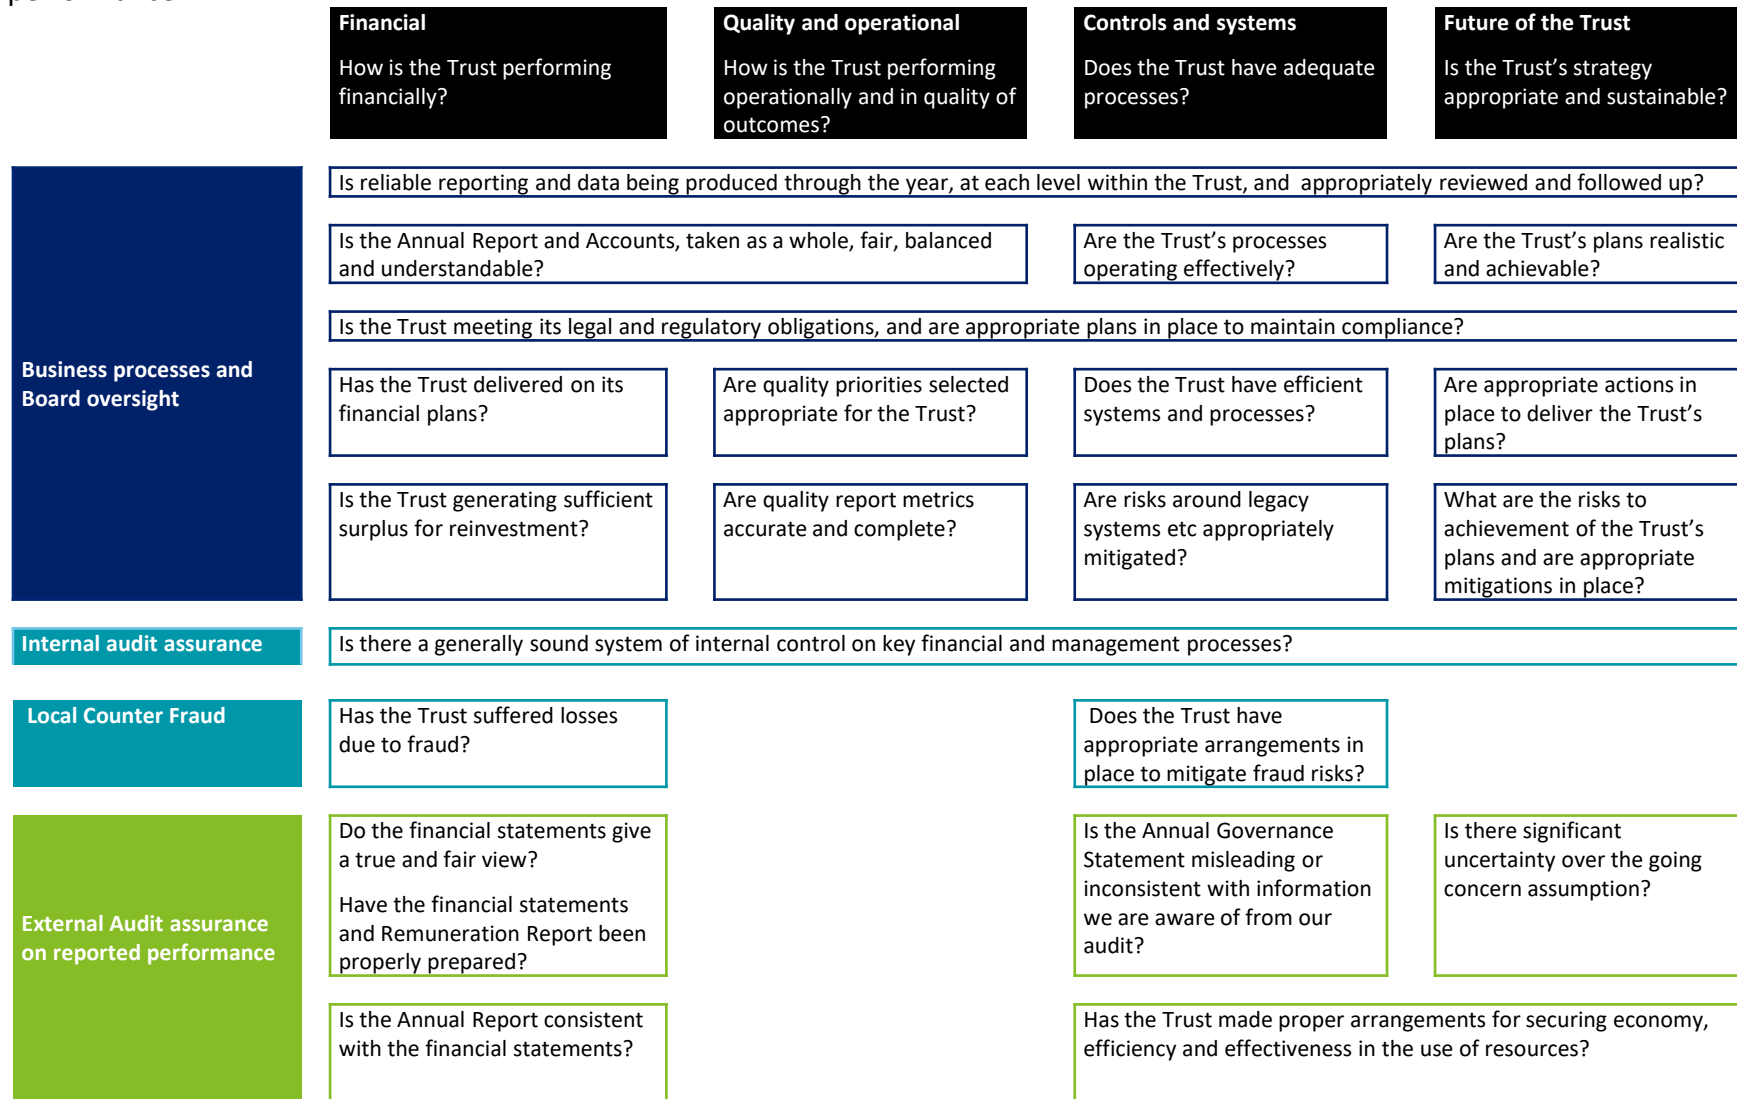 Financial
How is the Trust performing
financially?
Quality and operational
How is the Trust performing
operationally and in quality of
outcomes?
Controls and systems
Does the Trust have adequate
processes?
Future of the Trust
Is the Trust’s strategy
appropriate and sustainable?
Business processes and
Board oversight
Is reliable reporting and data being produced through the year, at each level within the Trust, and  appropriately reviewed and followed up?
Is the Annual Report and Accounts, taken as a whole, fair, balanced
and understandable?
Are the Trust’s processes
operating effectively?
Are the Trust’s plans realistic
and achievable?
Is the Trust meeting its legal and regulatory obligations, and are appropriate plans in place to maintain compliance?
Has the Trust delivered on its
financial plans?
Are quality priorities selected
appropriate for the Trust?
Does the Trust have efficient
systems and processes?
Are appropriate actions in
place to deliver the Trust’s
plans?
Is the Trust generating sufficient
surplus for reinvestment?
Are quality report metrics
accurate and complete?
Are risks around legacy
systems etc appropriately
mitigated?
What are the risks to
achievement of the Trust’s
plans and are appropriate
mitigations in place?
Internal audit assurance
Is there a generally sound system of internal control on key financial and management processes?
Local Counter Fraud
Has the Trust suffered losses
due to fraud?
Does the Trust have
appropriate arrangements in
place to mitigate fraud risks?
External Audit assurance
on reported performance
Do the financial statements give
a true and fair view?
Have the financial statements
and Remuneration Report been
properly prepared?
Is the Annual Governance
Statement misleading or
inconsistent with information
we are aware of from our
audit?
Is there significant
uncertainty over the going
concern assumption?
Is the Annual Report consistent
with the financial statements?
Has the Trust made proper arrangements for securing economy,
efficiency and effectiveness in the use of resources?